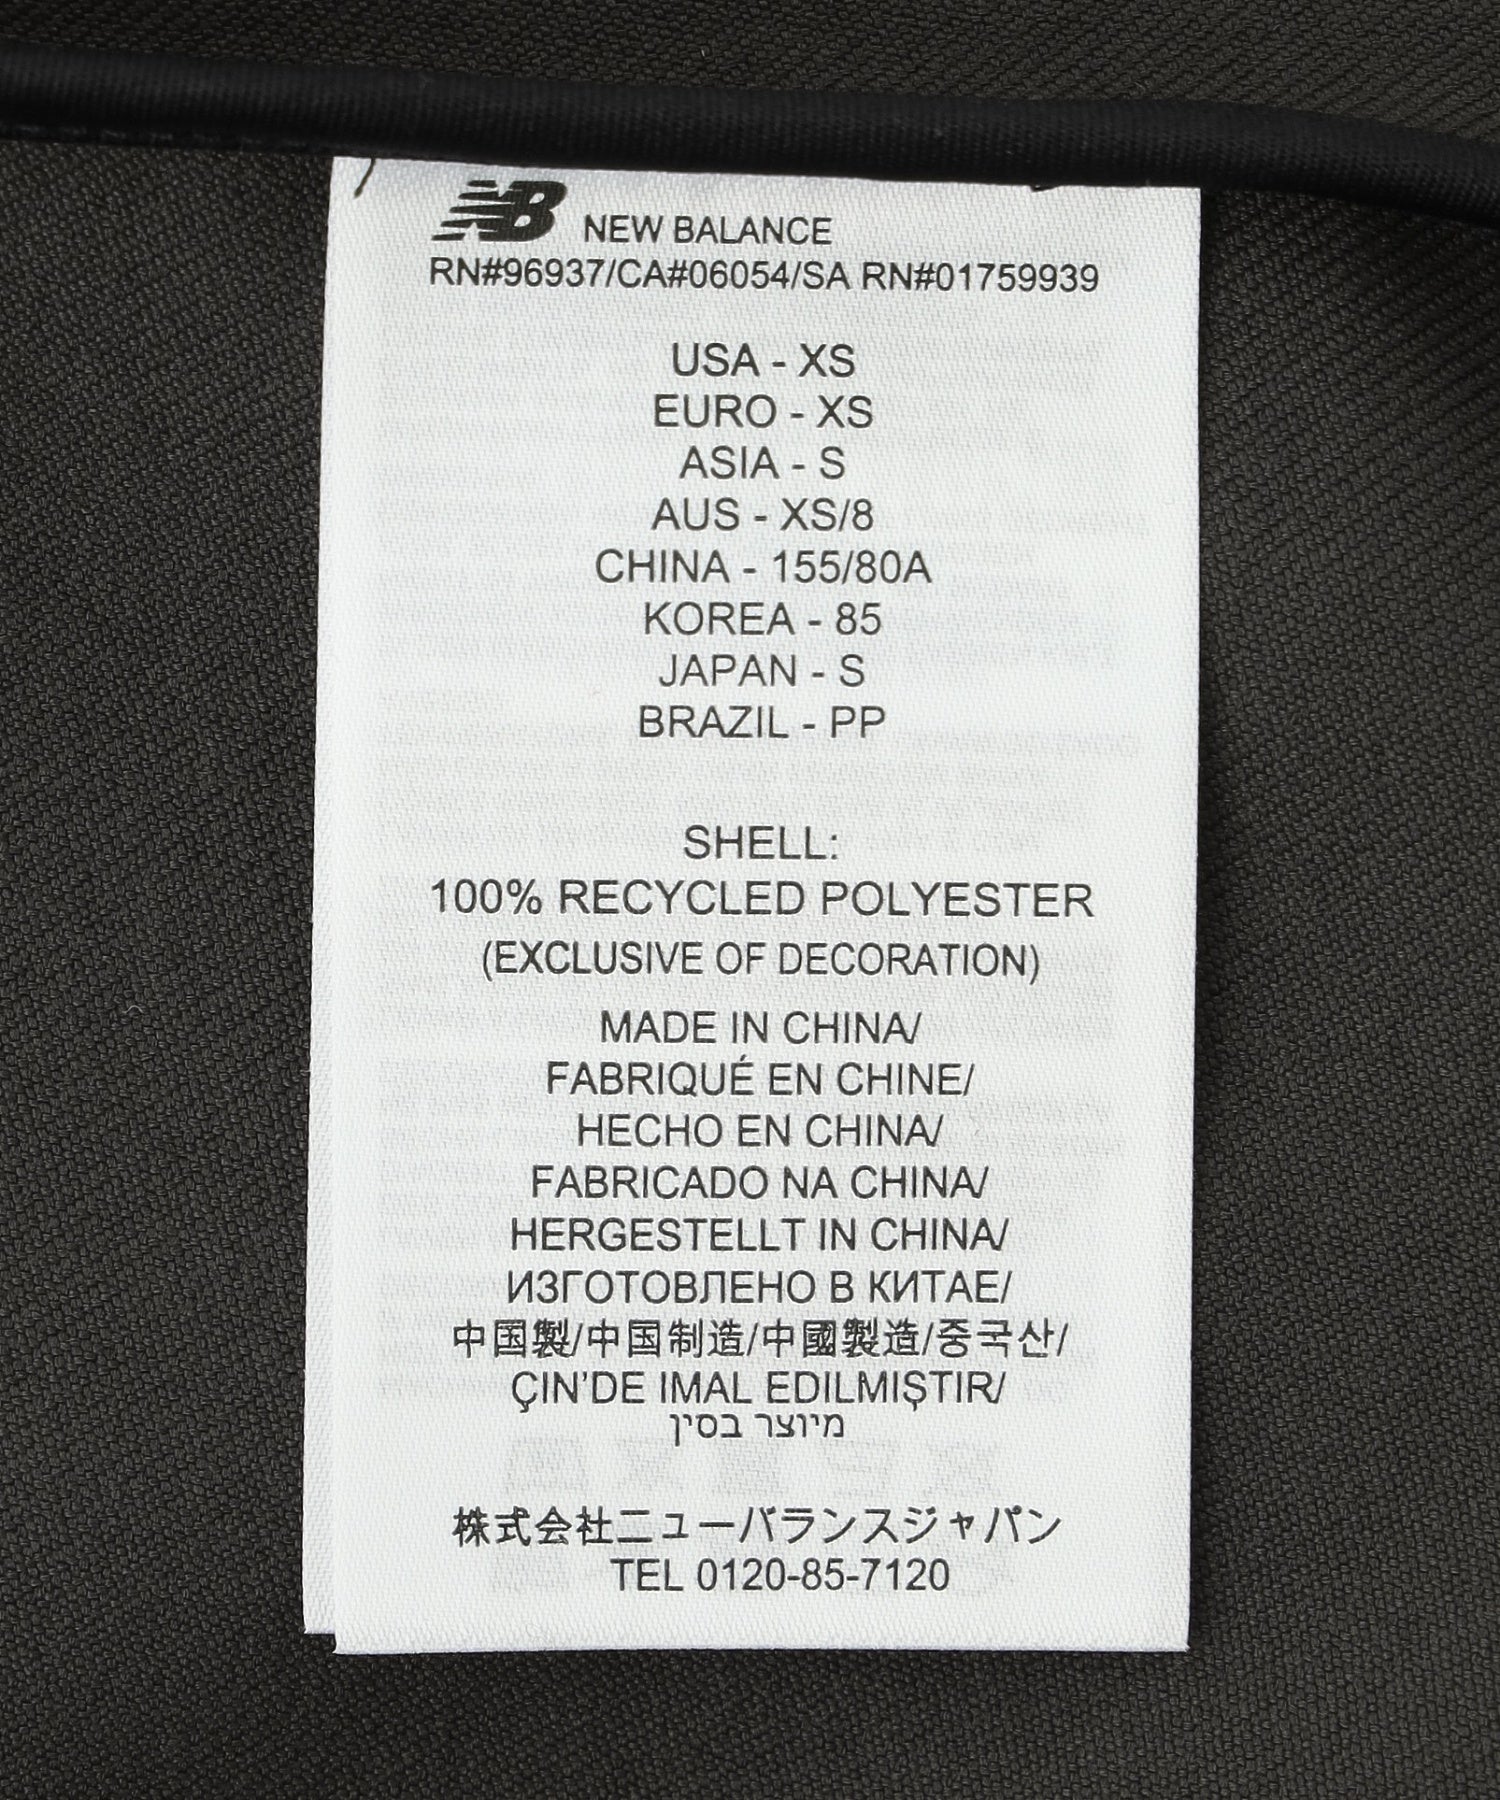 NB NEW BALANCE
RN#96937/CA#06054/SA RN#01759939
USA - XS
EURO - XS
ASIA - S
AUS - XS/8
CHINA - 155/80A
KOREA - 85
JAPAN - S
BRAZIL - PP
SHELL:
100% RECYCLED POLYESTER
(EXCLUSIVE OF DECORATION)
MADE IN CHINA/
FABRIQUÉ EN CHINE/
HECHO EN CHINA/
FABRICADO NA CHINA/
HERGESTELLT IN CHINA/
ИЗГОТОВЛЕНО В КИТАЕ/
中国製/中国制造/中國製造/중국산/
ÇIN'DE IMAL EDILMIŞTIR/
מיוצר בסין
株式会社ニューバランスジャパン
TEL 0120-85-7120